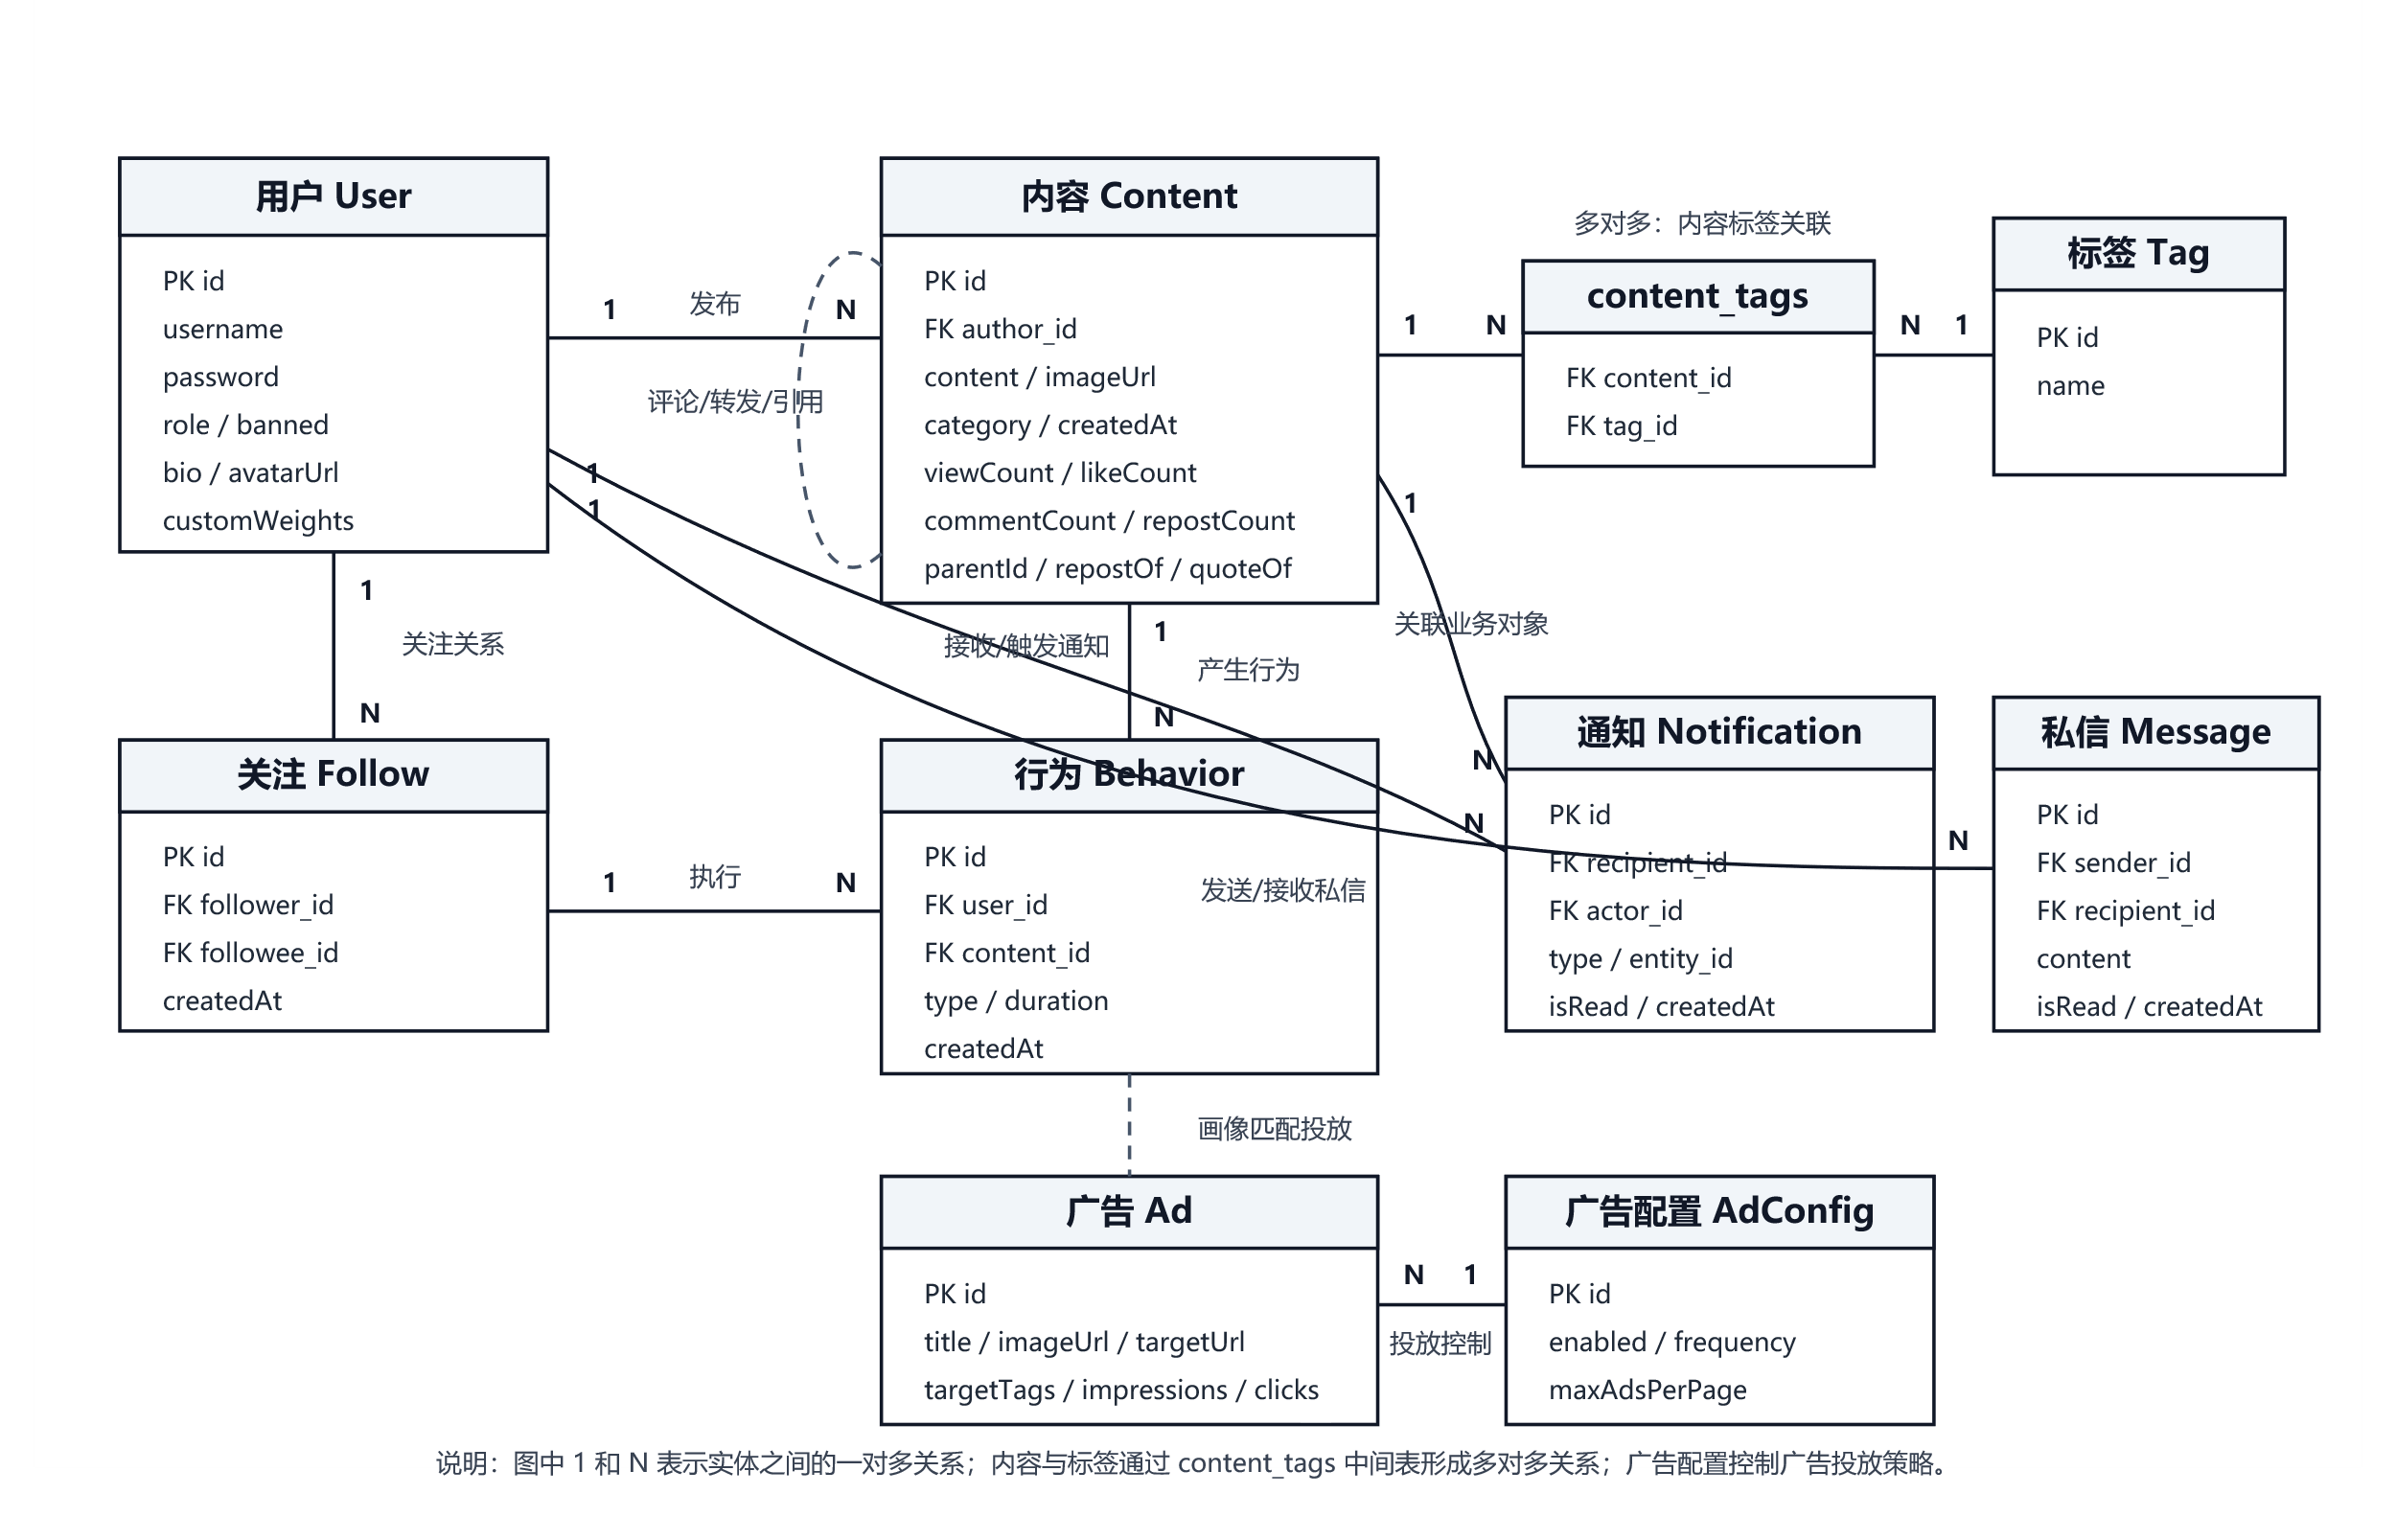 用户 User
PK id
username
password
role / banned
bio / avatarUrl
customWeights
1
发布
N
评论/转发/引用
内容 Content
PK id
FK author_id
content / imageUrl
category / createdAt
viewCount / likeCount
commentCount / repostCount
parentId / repostOf / quoteOf
多对多：内容标签关联
1
N
content_tags
FK content_id
FK tag_id
N
1
标签 Tag
PK id
name
1
1
1
1
关注关系
N
接收/触发通知
1
产生行为
N
关联业务对象
N
N
N
关注 Follow
PK id
FK follower_id
FK followee_id
createdAt
1
执行
N
行为 Behavior
PK id
FK user_id
FK content_id
type / duration
createdAt
发送/接收私信
通知 Notification
PK id
FK recipient_id
FK actor_id
type / entity_id
isRead / createdAt
私信 Message
PK id
FK sender_id
FK recipient_id
content
isRead / createdAt
画像匹配投放
广告 Ad
PK id
title / imageUrl / targetUrl
targetTags / impressions / clicks
N
1
投放控制
广告配置 AdConfig
PK id
enabled / frequency
maxAdsPerPage
说明：图中 1 和 N 表示实体之间的一对多关系；内容与标签通过 content_tags 中间表形成多对多关系；广告配置控制广告投放策略。